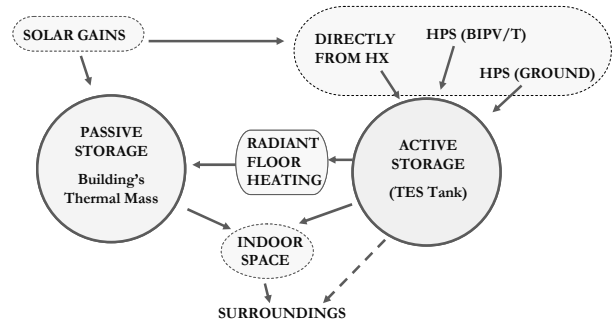 SOLAR GAINS
DIRECTLY
FROM HX
HPS (BIPV/T)
HPS (GROUND)
PASSIVE
STORAGE
Building's
Thermal Mass
RADIANT
FLOOR
HEATING
ACTIVE
STORAGE
(TES Tank)
INDOOR
SPACE
SURROUNDINGS